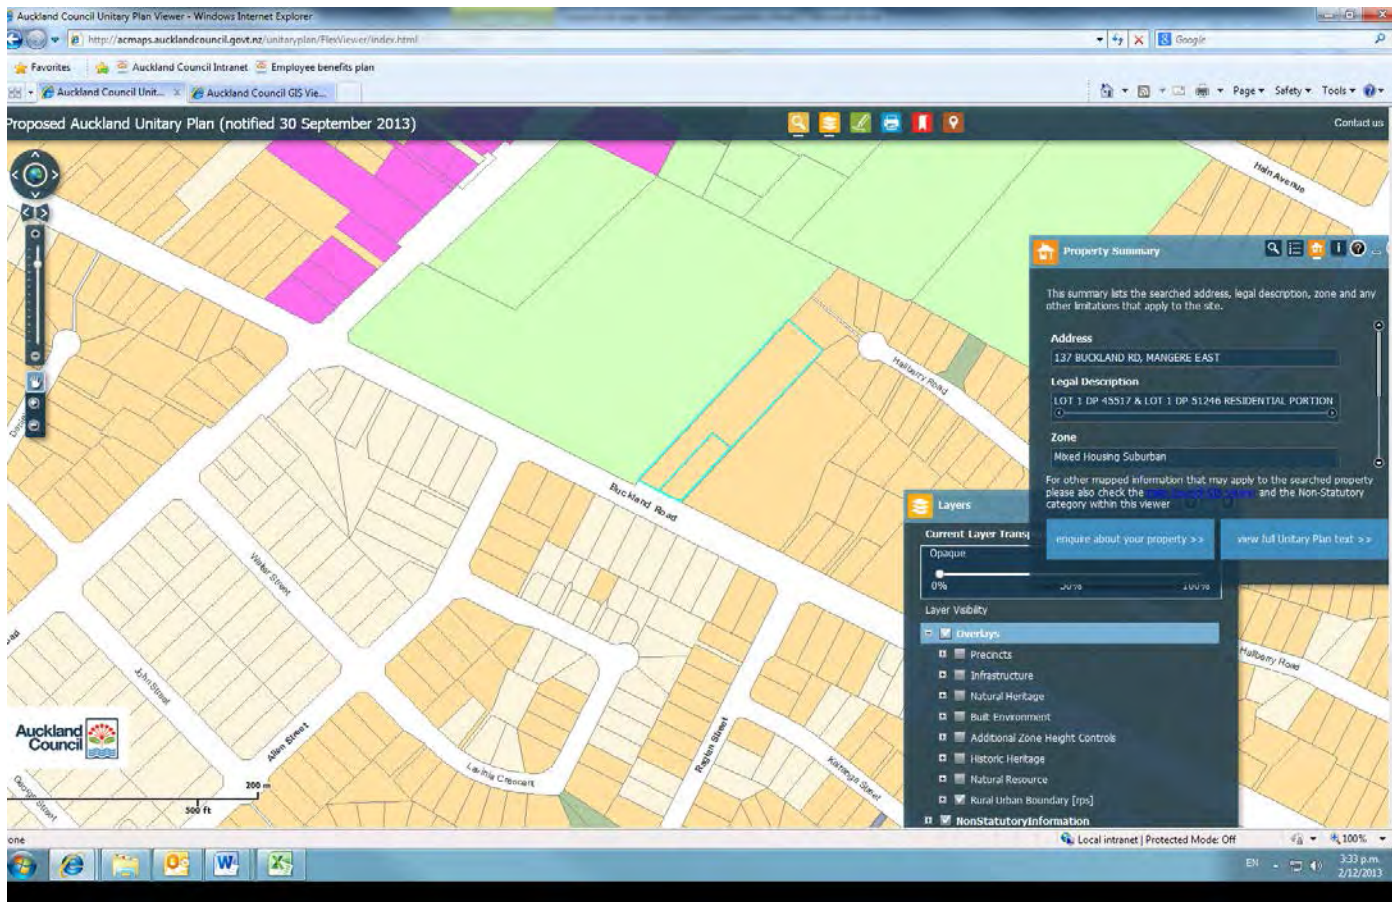 Auckland Council Unitary Plan Viewer - Windows Internet Explorer
http://acmaps.aucklandcouncil.govt.nz/unitaryplan/FlexViewer/index.html
Google
Favorites
Auckland Council Intranet
Employee benefits plan
Auckland Council Unit...
Auckland Council GIS Vie...
Page
Safety
Tools
Proposed Auckland Unitary Plan (notified 30 September 2013)
Contact us
Hain Avenue
Property Summary
This summary lists the searched address, legal description, zone and any
other limitations that apply to the site.
Address
137 BUCKLAND RD, MANGERE EAST
Legal Description
LOT 1 DP 45517 & LOT 1 DP 51246 RESIDENTIAL PORTION
Zone
Mixed Housing Suburban
For other mapped information that may apply to the searched property
please also check the
and the Non-Statutory
category within this viewer
enquire about your property >>
view full Unitary Plan text >>
Hallberry Road
Buckland Road
Layers
Current Layer Transp
Opaque
0%
50%
100%
Layer Visibility
Overlays
Precincts
Infrastructure
Natural Heritage
Built Environment
Additional Zone Height Controls
Historic Heritage
Natural Resource
Rural Urban Boundary [rps]
NonStatutoryInformation
Hallberry Road
Water Street
John Street
Allen Street
Lavinia Crescent
Raglan Street
George Street
Auckland
Council
200 m
500 ft
one
Local intranet | Protected Mode: Off
100%
EN
3:33 p.m.
2/12/2013